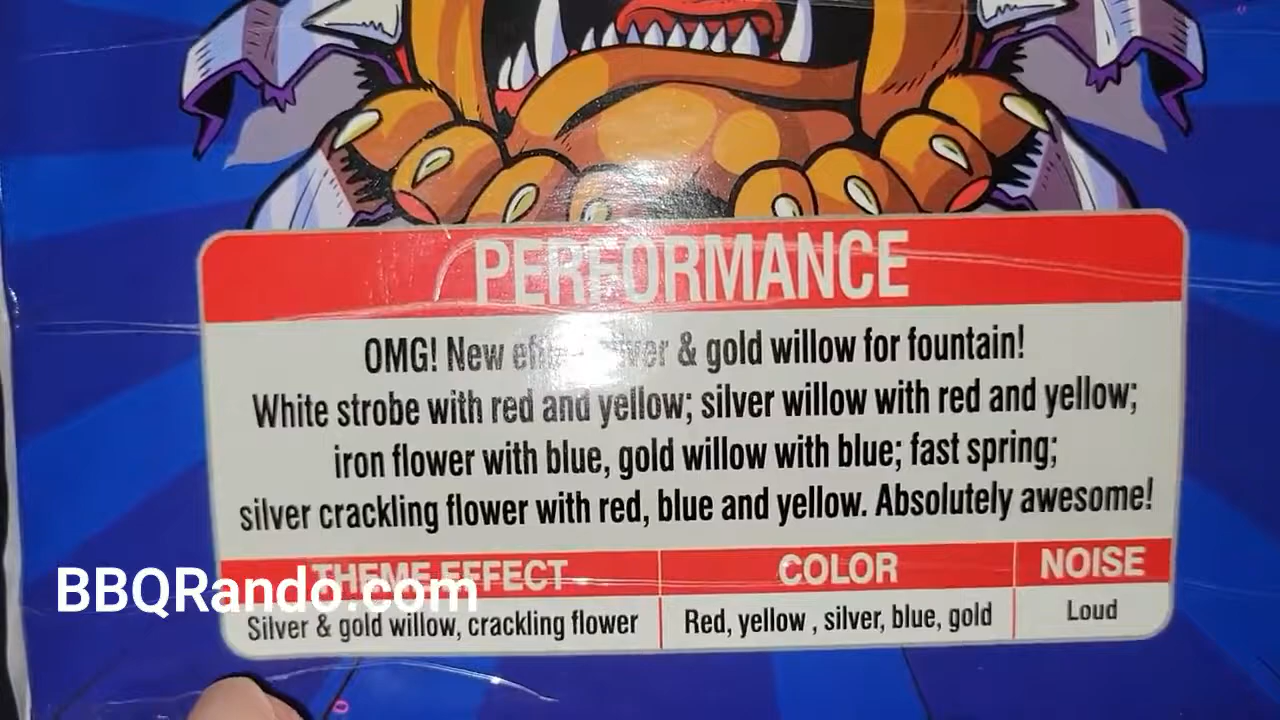 PERFORMANCE
OMG! New silver & gold willow for fountain!
White strobe with red and yellow; silver willow with red and yellow;
iron flower with blue, gold willow with blue; fast spring;
silver crackling flower with red, blue and yellow. Absolutely awesome!
THEME EFFECT COLOR NOISE
BBQRando.com
Silver & gold willow, crackling flower Red, yellow , silver, blue, gold Loud